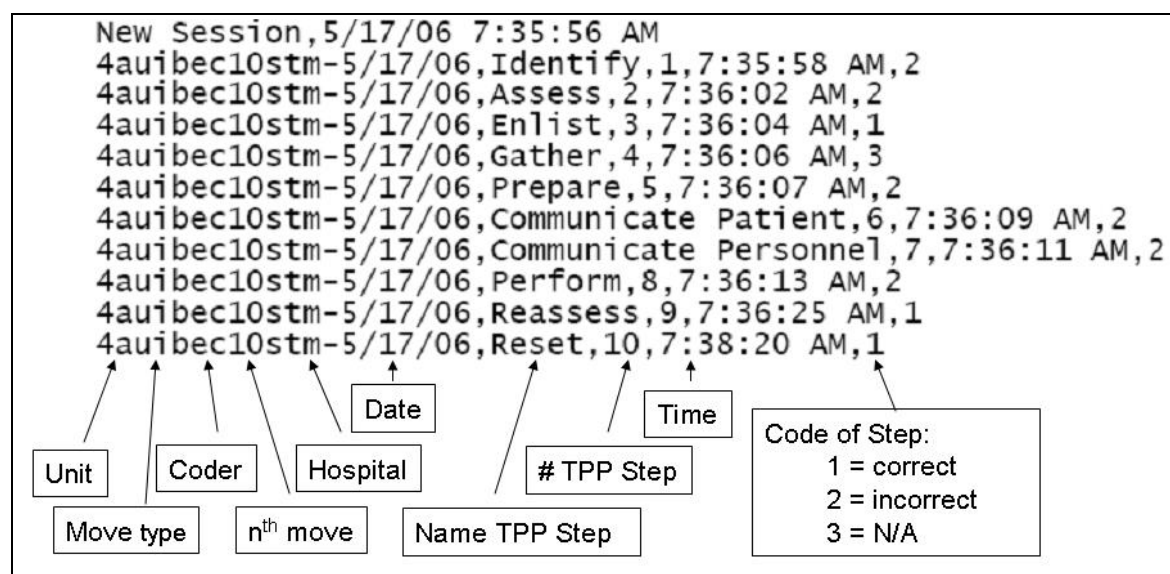 New Session,5/17/06 7:35:56 AM
4auibec10stm-5/17/06,Identify,1,7:35:58 AM,2
4auibec10stm-5/17/06,Assess,2,7:36:02 AM,2
4auibec10stm-5/17/06,Enlist,3,7:36:04 AM,1
4auibec10stm-5/17/06,Gather,4,7:36:06 AM,3
4auibec10stm-5/17/06,Prepare,5,7:36:07 AM,2
4auibec10stm-5/17/06,Communicate Patient,6,7:36:09 AM,2
4auibec10stm-5/17/06,Communicate Personnel,7,7:36:11 AM,2
4auibec10stm-5/17/06,Perform,8,7:36:13 AM,2
4auibec10stm-5/17/06,Reassess,9,7:36:25 AM,1
4auibec10stm-5/17/06,Reset,10,7:38:20 AM,1
Date
Time
Unit
Coder
Hospital
# TPP Step
Move type
nth move
Name TPP Step
Code of Step:
1 = correct
2 = incorrect
3 = N/A